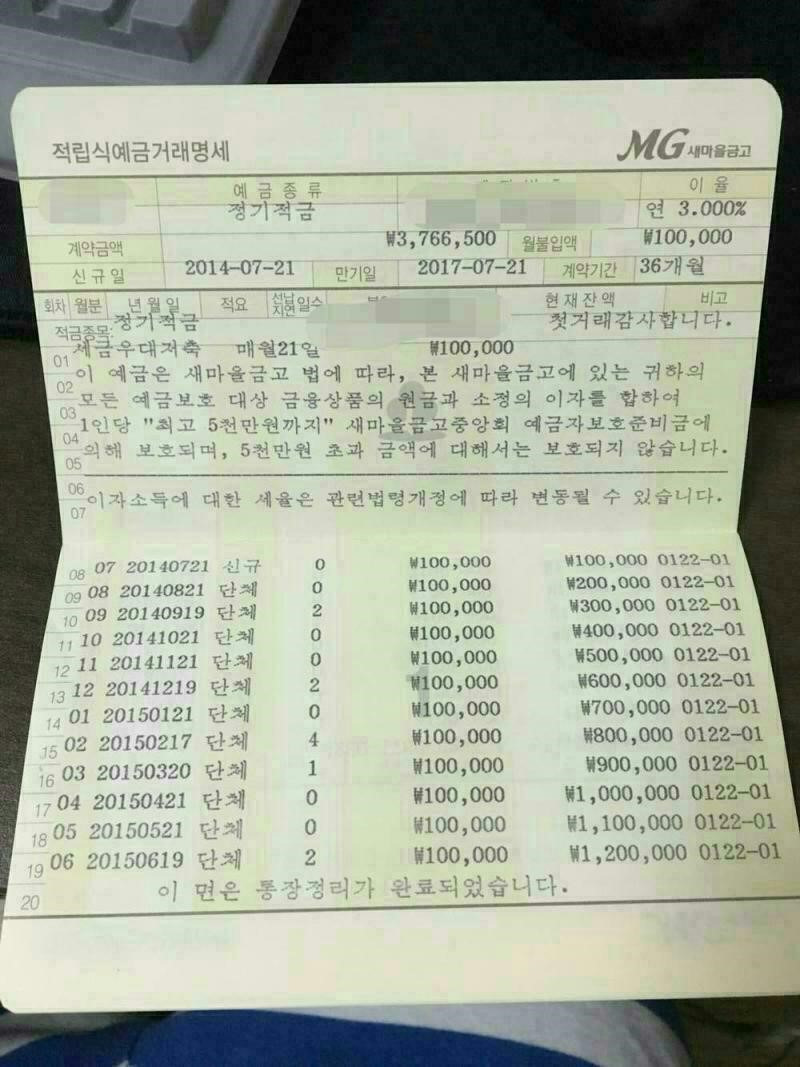 적립식예금거래명세 MG 새마을금고
예 금 종 류 이 율
정기적금 연 3.000%
계약금액 ₩3,766,500 월불입액 ₩100,000
신 규 일 2014-07-21 만기일 2017-07-21 계약기간 36개월
회차 월분 년 월 일 적요 선납 지연 일수 현 재 잔 액 비고
적금종목: 정기적금 첫거래감사합니다.
01 세금우대저축 매월21일 ₩100,000
02 이 예금은 새마을금고 법에 따라, 본 새마을금고에 있는 귀하의
03 모든 예금보호 대상 금융상품의 원금과 소정의 이자를 합하여
04 1인당 "최고 5천만원까지" 새마을금고중앙회 예금자보호준비금에
05 의해 보호되며, 5천만원 초과 금액에 대해서는 보호되지 않습니다.
06
07 이자소득에 대한 세율은 관련법령개정에 따라 변동될 수 있습니다.
08 07 20140721 신규 0 ₩100,000 ₩100,000 0122-01
09 08 20140821 단체 0 ₩100,000 ₩200,000 0122-01
10 09 20140919 단체 2 ₩100,000 ₩300,000 0122-01
11 10 20141021 단체 0 ₩100,000 ₩400,000 0122-01
12 11 20141121 단체 0 ₩100,000 ₩500,000 0122-01
13 12 20141219 단체 2 ₩100,000 ₩600,000 0122-01
14 01 20150121 단체 0 ₩100,000 ₩700,000 0122-01
15 02 20150217 단체 4 ₩100,000 ₩800,000 0122-01
16 03 20150320 단체 1 ₩100,000 ₩900,000 0122-01
17 04 20150421 단체 0 ₩100,000 ₩1,000,000 0122-01
18 05 20150521 단체 0 ₩100,000 ₩1,100,000 0122-01
19 06 20150619 단체 2 ₩100,000 ₩1,200,000 0122-01
20 이 면은 통장정리가 완료되었습니다.